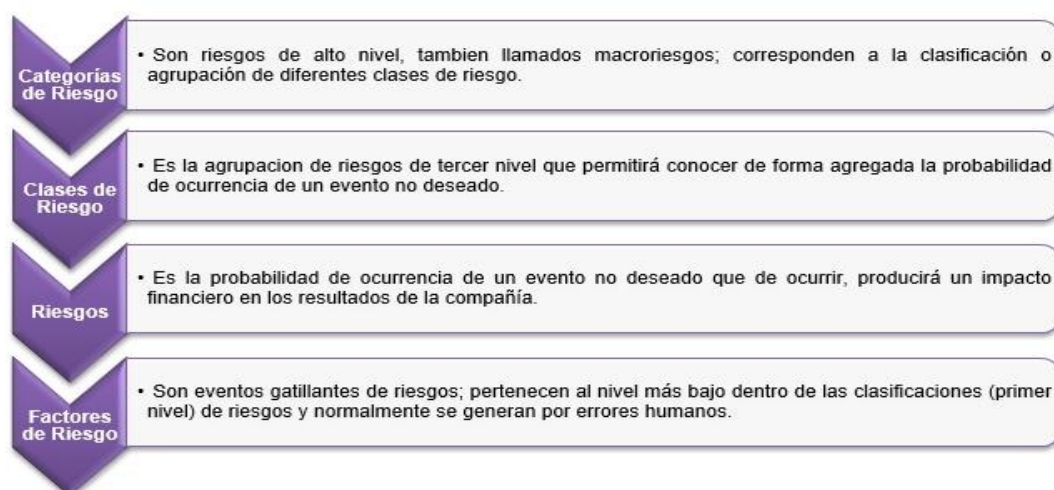 Categorías
de Riesgo
• Son riesgos de alto nivel, tambien llamados macroriesgos; corresponden a la clasificación o
agrupación de diferentes clases de riesgo.
Clases de
Riesgo
• Es la agrupacion de riesgos de tercer nivel que permitirá conocer de forma agregada la probabilidad
de ocurrencia de un evento no deseado.
Riesgos
• Es la probabilidad de ocurrencia de un evento no deseado que de ocurrir, producirá un impacto
financiero en los resultados de la compañía.
Factores
de Riesgo
• Son eventos gatillantes de riesgos; pertenecen al nivel más bajo dentro de las clasificaciones (primer
nivel) de riesgos y normalmente se generan por errores humanos.